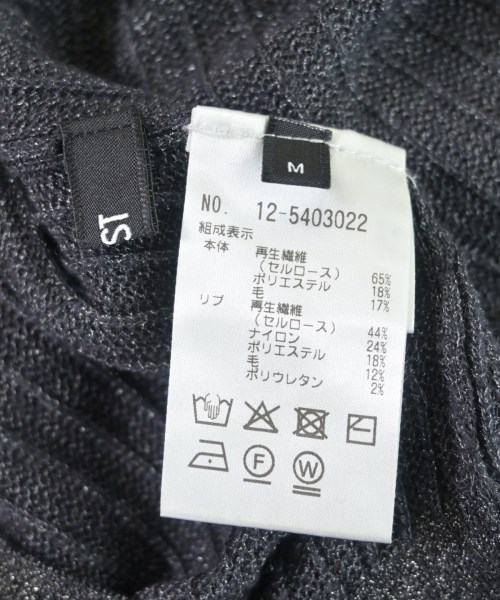 ST
M
NO. 12-5403022
組成表示
本体 再生繊維
(セルロース) 65%
ポリエステル 18%
毛 17%
リブ 再生繊維
(セルロース) 44%
ナイロン 24%
ポリエステル 18%
毛 12%
ポリウレタン 2%
F W